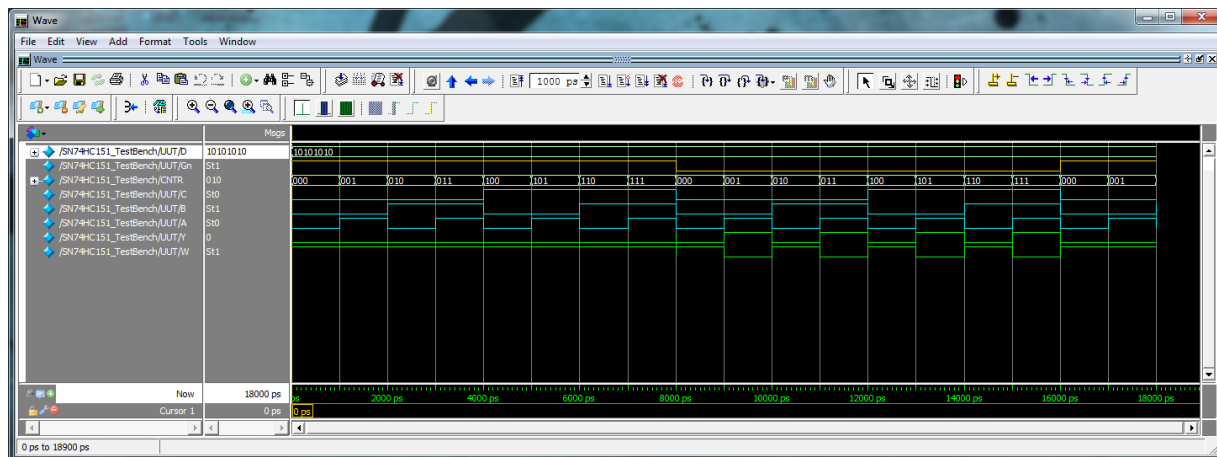 Wave
File Edit View Add Format Tools Window
Wave
1000 ps
Msgs
/SN74HC151_TestBench/UUT/D 10101010 10101010
/SN74HC151_TestBench/UUT/Gn St1
/SN74HC151_TestBench/CNTR 010 000 001 010 011 100 101 110 111 000 001 010 011 100 101 110 111 000 001
/SN74HC151_TestBench/UUT/C St0
/SN74HC151_TestBench/UUT/B St1
/SN74HC151_TestBench/UUT/A St0
/SN74HC151_TestBench/UUT/Y 0
/SN74HC151_TestBench/UUT/W St1
Now 18000 ps ps 2000 ps 4000 ps 6000 ps 8000 ps 10000 ps 12000 ps 14000 ps 16000 ps 18000 ps
Cursor 1 0 ps 0 ps
0 ps to 18900 ps